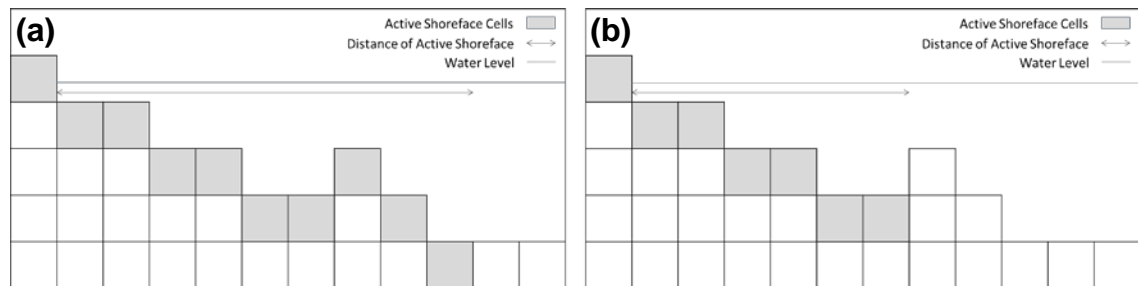 (a)
Active Shoreface Cells
Distance of Active Shoreface
Water Level
(b)
Active Shoreface Cells
Distance of Active Shoreface
Water Level